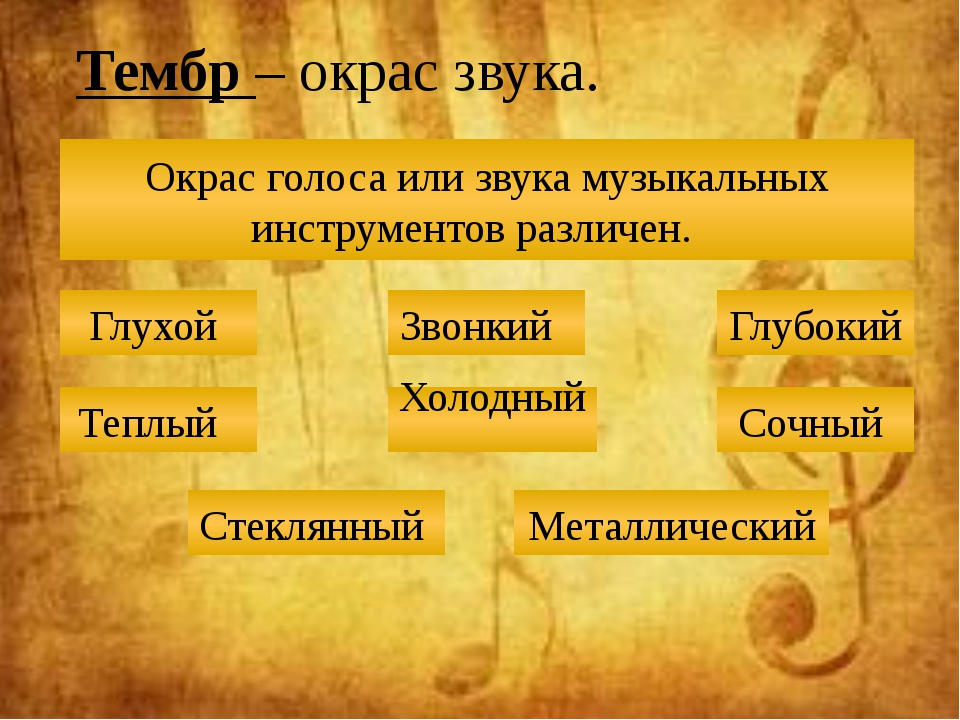 Тембр – окрас звука.
Окрас голоса или звука музыкальных
инструментов различен.
Глухой
Звонкий
Глубокий
Теплый
Холодный
Сочный
Стеклянный
Металлический